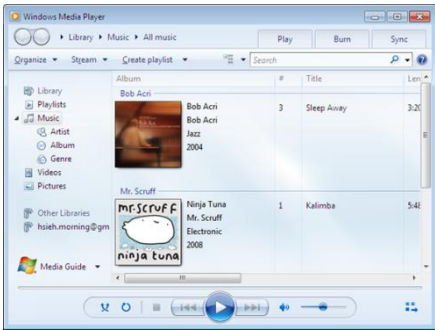 Windows Media Player
Library ▸ Music ▸ All music
Play
Burn
Sync
Organize
Stream
Create playlist
Search
Album
#
Title
Len
Library
Playlists
Music
Artist
Album
Genre
Videos
Pictures
Other Libraries
hsieh.morning@gm
Media Guide
Bob Acri
Bob Acri
Bob Acri
Jazz
2004
3
Sleep Away
3:20
Mr. Scruff
mr.scruff
ninja tuna
Ninja Tuna
Mr. Scruff
Electronic
2008
1
Kalimba
5:48